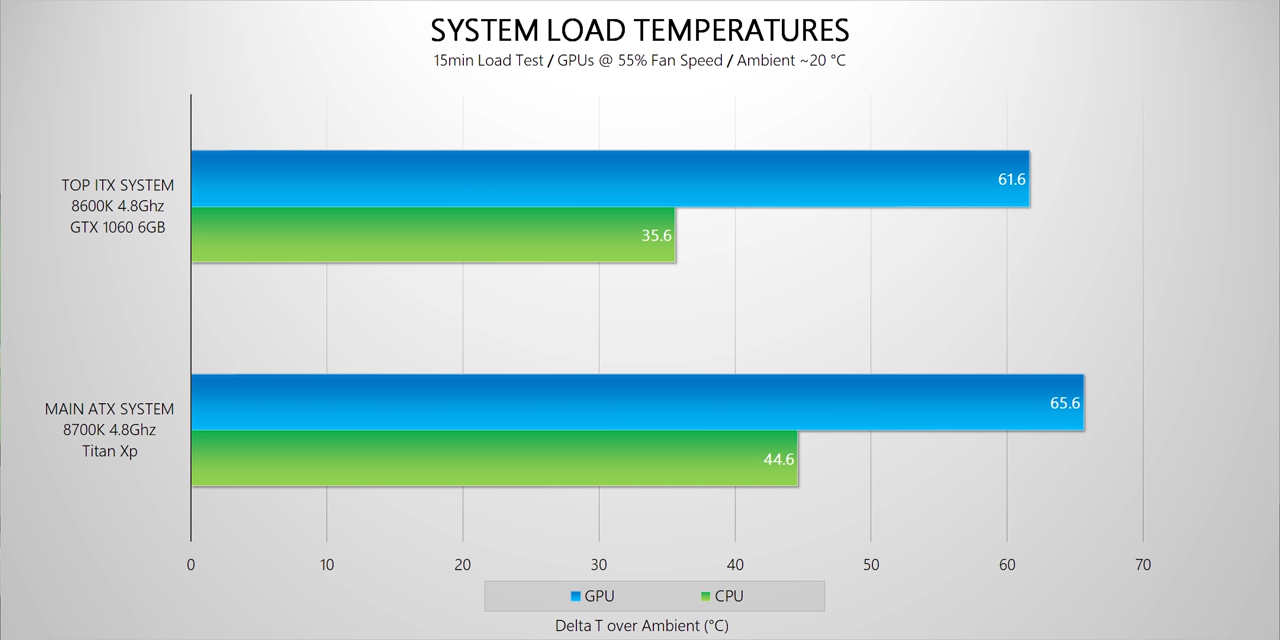 SYSTEM LOAD TEMPERATURES
15min Load Test / GPUs @ 55% Fan Speed / Ambient ~20 °C
TOP ITX SYSTEM
8600K 4.8Ghz
GTX 1060 6GB
61.6
35.6
MAIN ATX SYSTEM
8700K 4.8Ghz
Titan Xp
65.6
44.6
0 10 20 30 40 50 60 70
GPU CPU
Delta T over Ambient (°C)